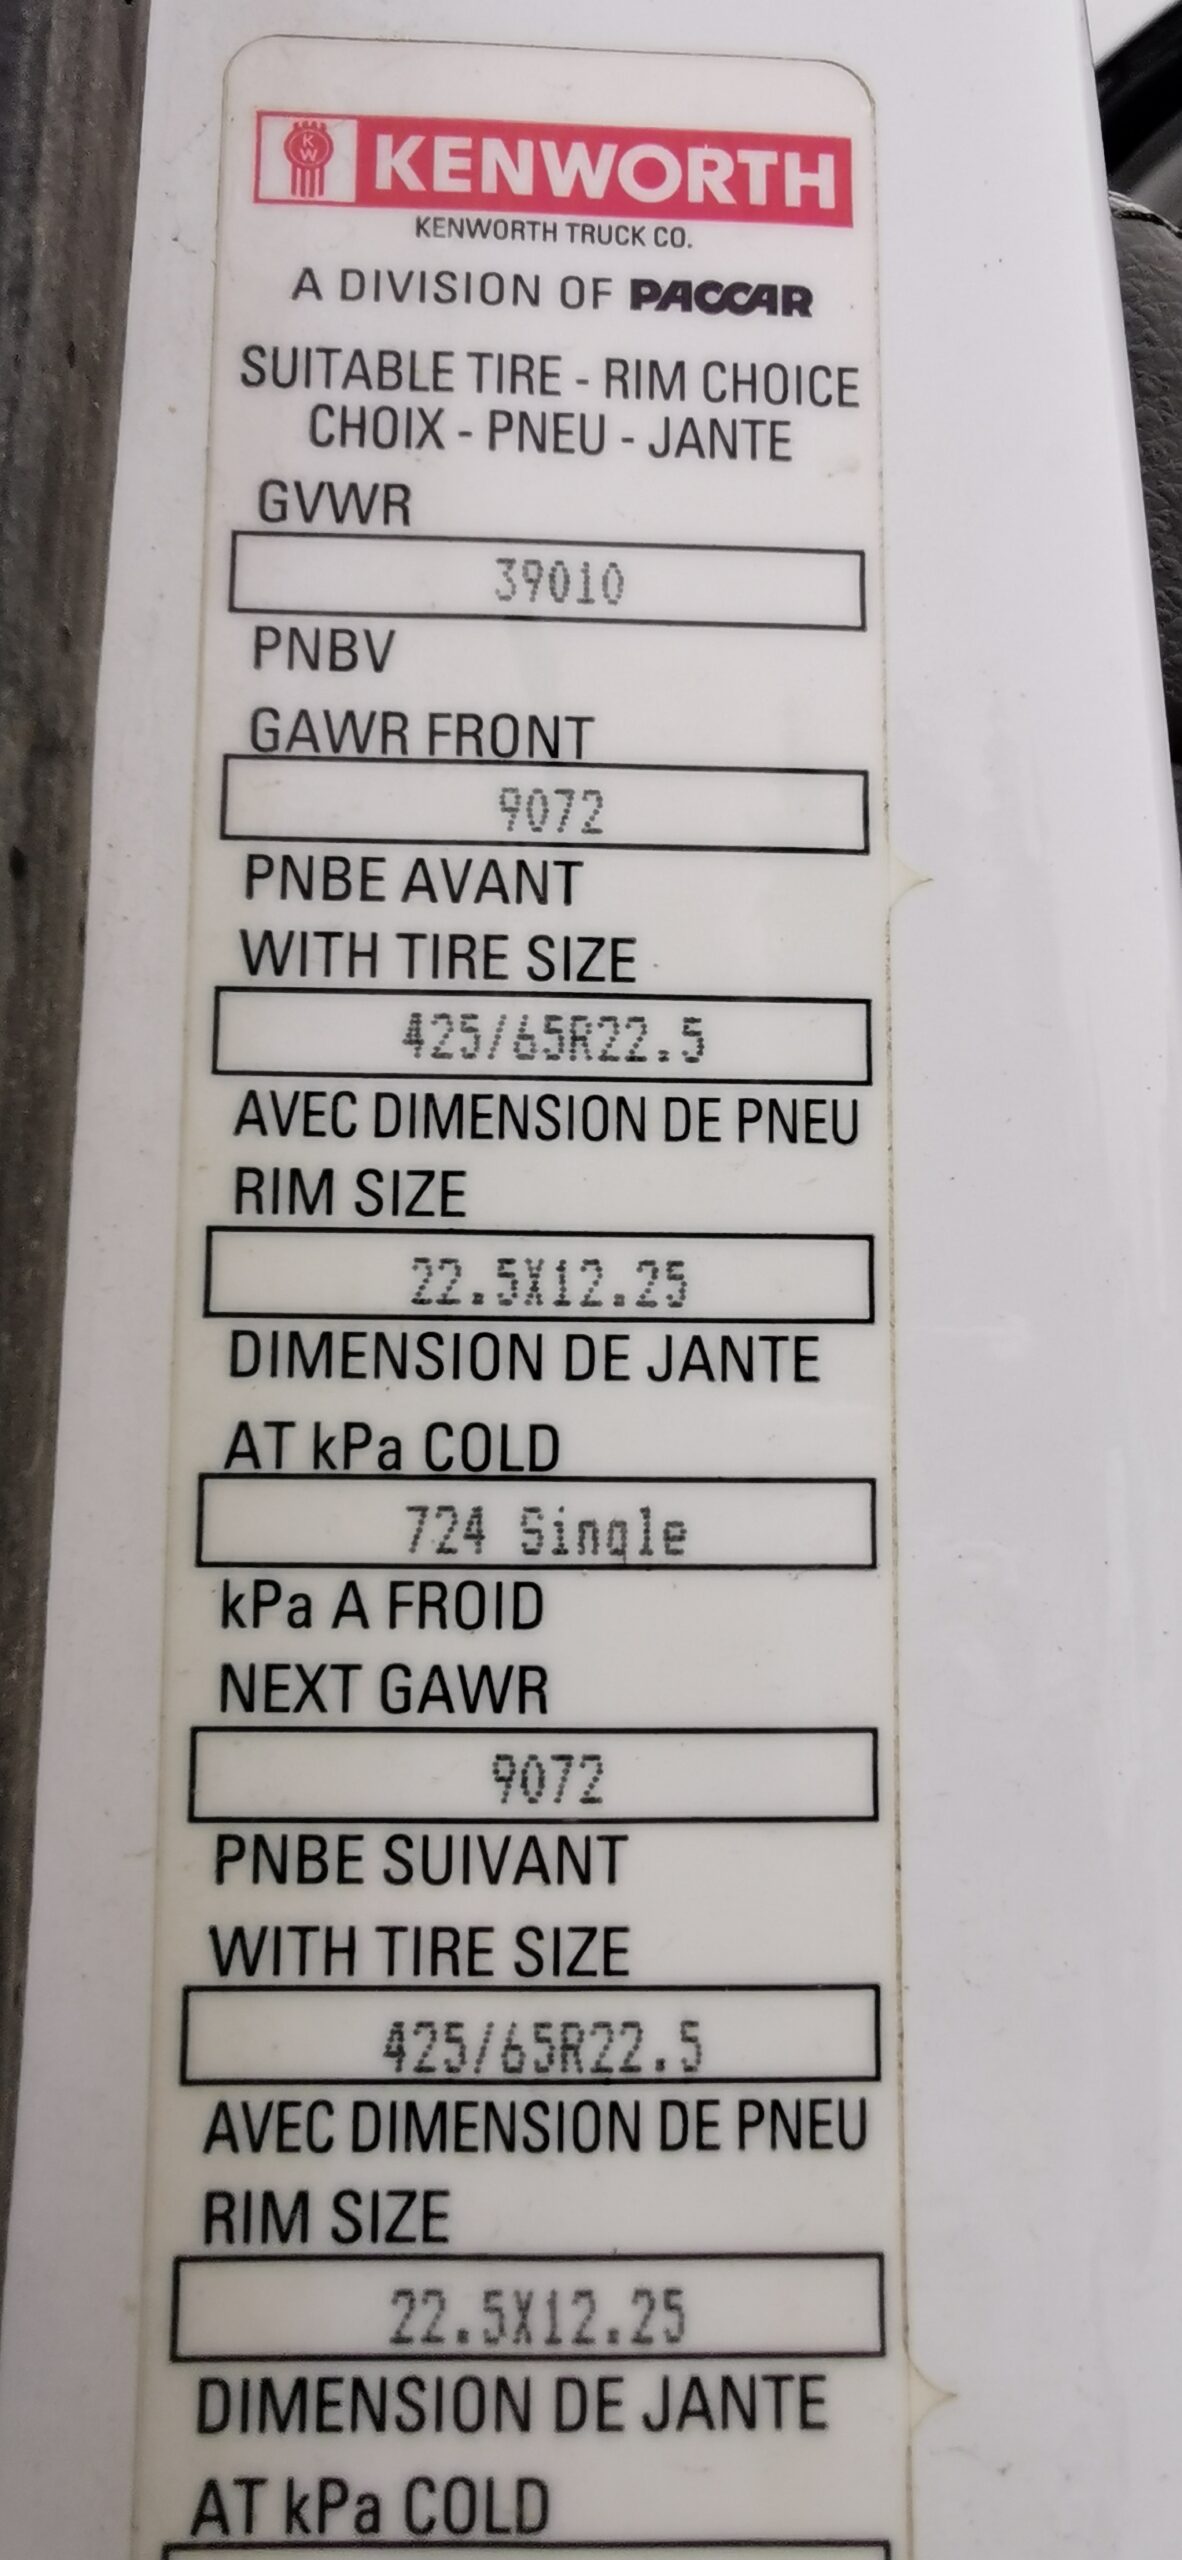 KW KENWORTH
KENWORTH TRUCK CO.
A DIVISION OF PACCAR
SUITABLE TIRE - RIM CHOICE
CHOIX - PNEU - JANTE
GVWR
39010
PNBV
GAWR FRONT
9072
PNBE AVANT
WITH TIRE SIZE
425/65R22.5
AVEC DIMENSION DE PNEU
RIM SIZE
22.5X12.25
DIMENSION DE JANTE
AT kPa COLD
724 Single
kPa A FROID
NEXT GAWR
9072
PNBE SUIVANT
WITH TIRE SIZE
425/65R22.5
AVEC DIMENSION DE PNEU
RIM SIZE
22.5X12.25
DIMENSION DE JANTE
AT kPa COLD